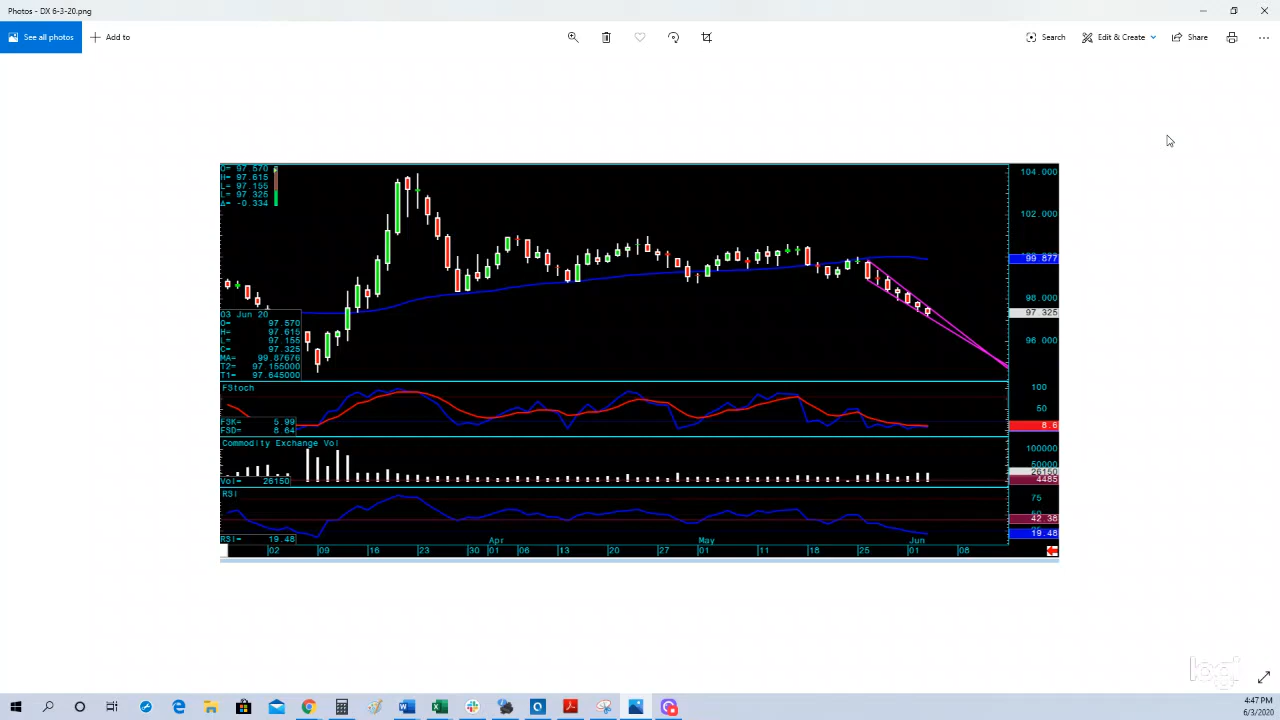 Photos - DX 6-3-20.png
See all photos
Add to
Search
Edit & Create
Share
O= 97.570
H= 97.615
L= 97.155
L= 97.325
Δ= -0.334
104.000
102.000
99.877
98.000
97.325
96.000
03 Jun 20
O= 97.570
H= 97.615
L= 97.155
C= 97.325
MA= 99.87676
T2= 97.155000
T1= 97.645000
FStoch
100
50
8.6
FSK= 5.99
FSD= 8.64
Commodity Exchange Vol
100000
50000
26150
4485
Vol= 26150
RSI
75
42.38
19.48
RSI= 19.48
Apr May Jun
02 09 16 23 30 01 06 13 20 27 01 11 18 25 01 08
logi
4:47 PM
6/3/2020